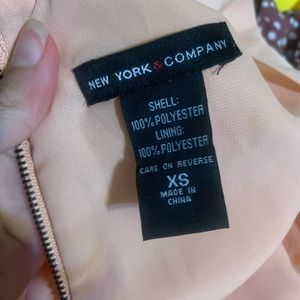 NEW YORK & COMPANY
SHELL:
100% POLYESTER
LINING:
100% POLYESTER
CARE ON REVERSE
XS
MADE IN
CHINA